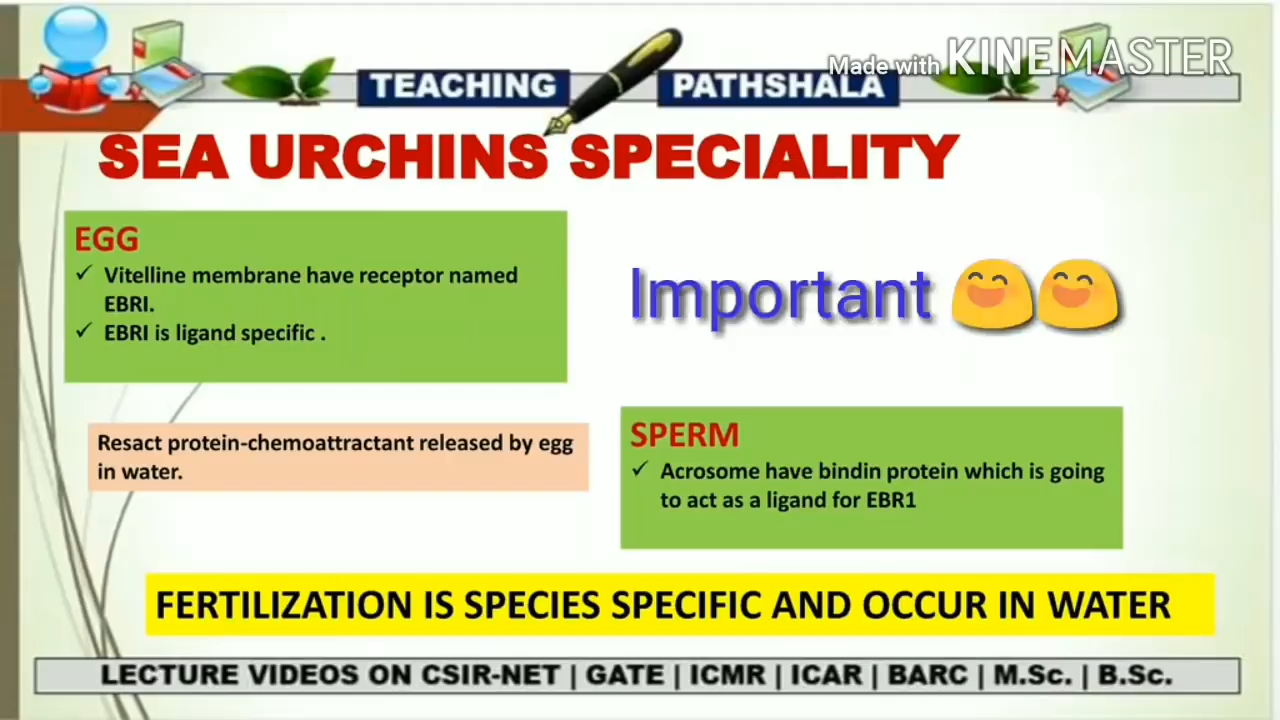 Made with KINEMASTER
TEACHING PATHSHALA
SEA URCHINS SPECIALITY
EGG
✓ Vitelline membrane have receptor named
EBRI.
✓ EBRI is ligand specific .
Important 😄😄
Resact protein-chemoattractant released by egg
in water.
SPERM
✓ Acrosome have bindin protein which is going
to act as a ligand for EBR1
FERTILIZATION IS SPECIES SPECIFIC AND OCCUR IN WATER
LECTURE VIDEOS ON CSIR-NET | GATE | ICMR | ICAR | BARC | M.Sc. | B.Sc.